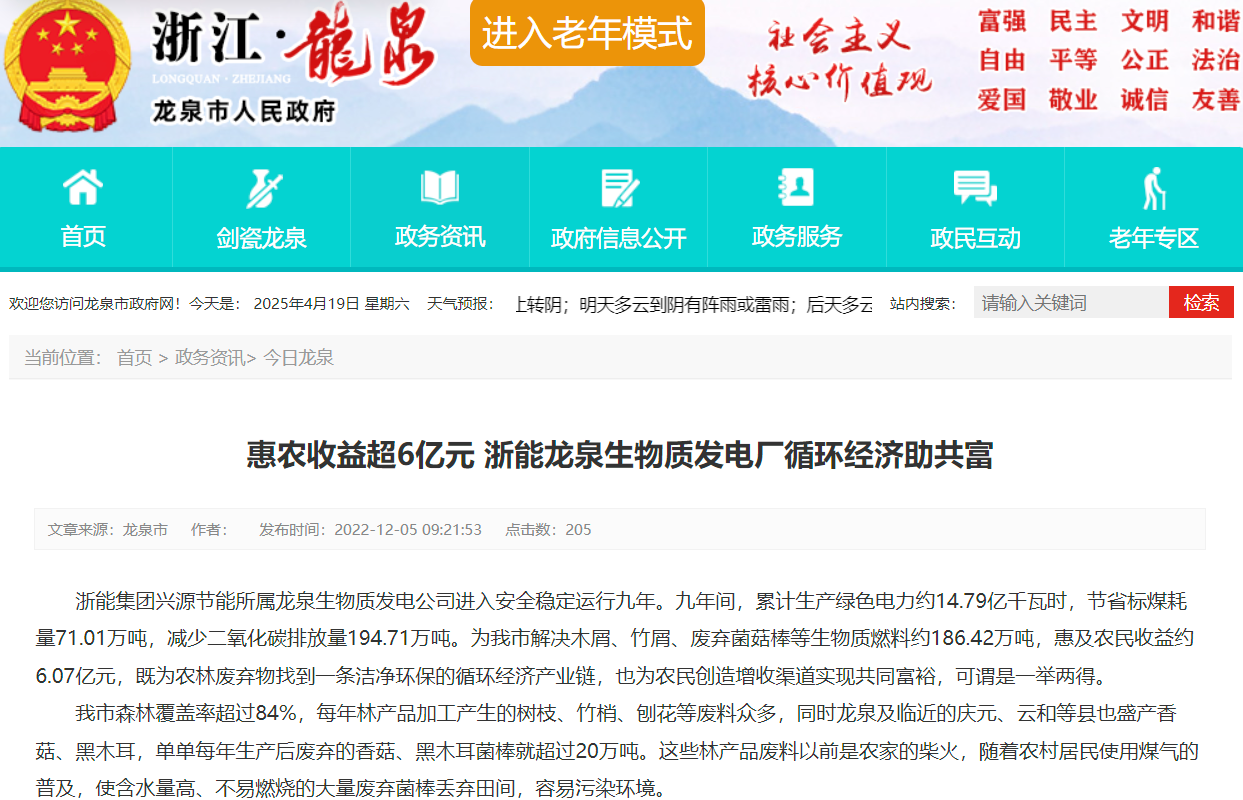 浙江·龍泉
LONGQUAN · ZHEJIANG
龙泉市人民政府
进入老年模式
社会主义
核心价值观
富强 民主 文明 和谐
自由 平等 公正 法治
爱国 敬业 诚信 友善
首页 剑瓷龙泉 政务资讯 政府信息公开 政务服务 政民互动 老年专区
欢迎您访问龙泉市政府网！今天是： 2025年4月19日 星期六 天气预报： 上转阴；明天多云到阴有阵雨或雷雨；后天多云 站内搜索： 请输入关键词 检索
当前位置： 首页 > 政务资讯> 今日龙泉
惠农收益超6亿元 浙能龙泉生物质发电厂循环经济助共富
文章来源：龙泉市 作者： 发布时间：2022-12-05 09:21:53 点击数：205
浙能集团兴源节能所属龙泉生物质发电公司进入安全稳定运行九年。九年间，累计生产绿色电力约14.79亿千瓦时，节省标煤耗
量71.01万吨，减少二氧化碳排放量194.71万吨。为我市解决木屑、竹屑、废弃菌菇棒等生物质燃料约186.42万吨，惠及农民收益约
6.07亿元，既为农林废弃物找到一条洁净环保的循环经济产业链，也为农民创造增收渠道实现共同富裕，可谓是一举两得。
我市森林覆盖率超过84%，每年林产品加工产生的树枝、竹梢、刨花等废料众多，同时龙泉及临近的庆元、云和等县也盛产香
菇、黑木耳，单单每年生产后废弃的香菇、黑木耳菌棒就超过20万吨。这些林产品废料以前是农家的柴火，随着农村居民使用煤气的
普及，使含水量高、不易燃烧的大量废弃菌棒丢弃田间，容易污染环境。